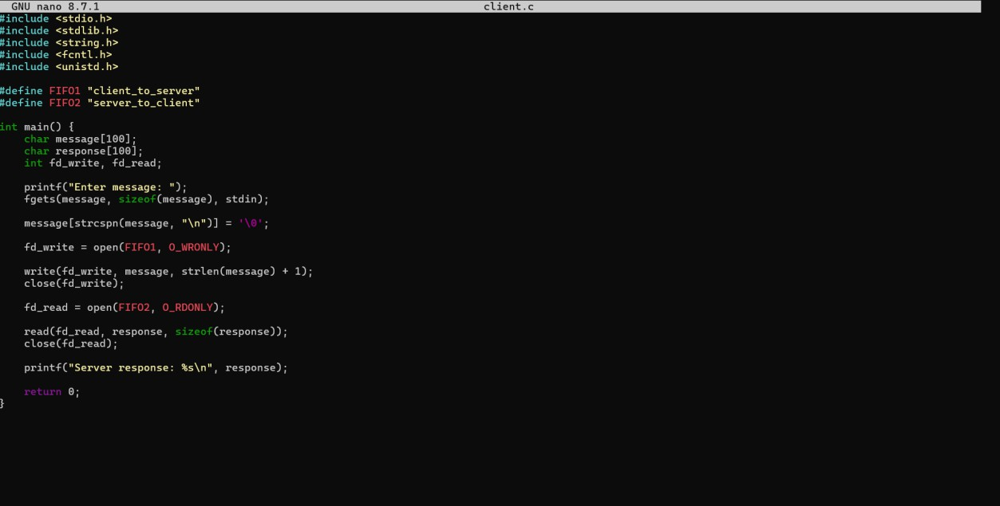 GNU nano 8.7.1 client.c
#include <stdio.h>
#include <stdlib.h>
#include <string.h>
#include <fcntl.h>
#include <unistd.h>
#define FIFO1 "client_to_server"
#define FIFO2 "server_to_client"
int main() {
    char message[100];
    char response[100];
    int fd_write, fd_read;
    printf("Enter message: ");
    fgets(message, sizeof(message), stdin);
    message[strcspn(message, "\n")] = '\0';
    fd_write = open(FIFO1, O_WRONLY);
    write(fd_write, message, strlen(message) + 1);
    close(fd_write);
    fd_read = open(FIFO2, O_RDONLY);
    read(fd_read, response, sizeof(response));
    close(fd_read);
    printf("Server response: %s\n", response);
    return 0;
}